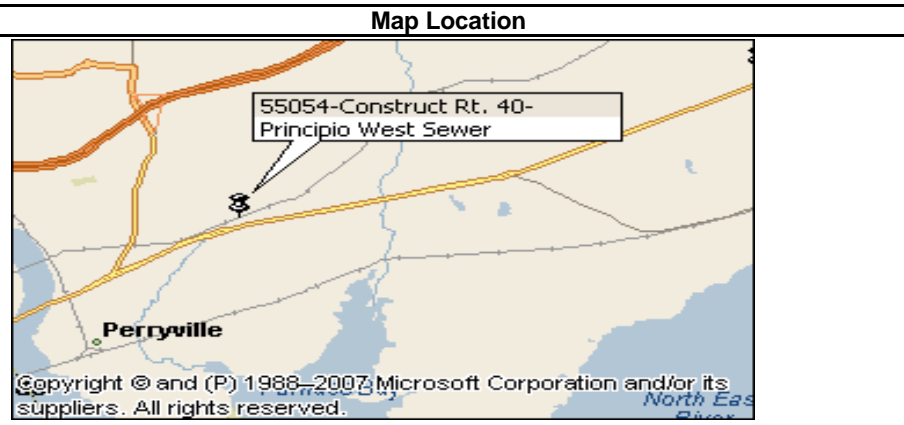 Map Location
55054-Construct Rt. 40-
Principio West Sewer
Perryville
Copyright © and (P) 1988–2007 Microsoft Corporation and/or its
suppliers. All rights reserved.
North Eas
River